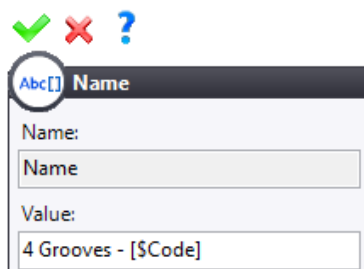 ?
Abc[] Name
Name:
Name
Value:
4 Grooves - [$Code]